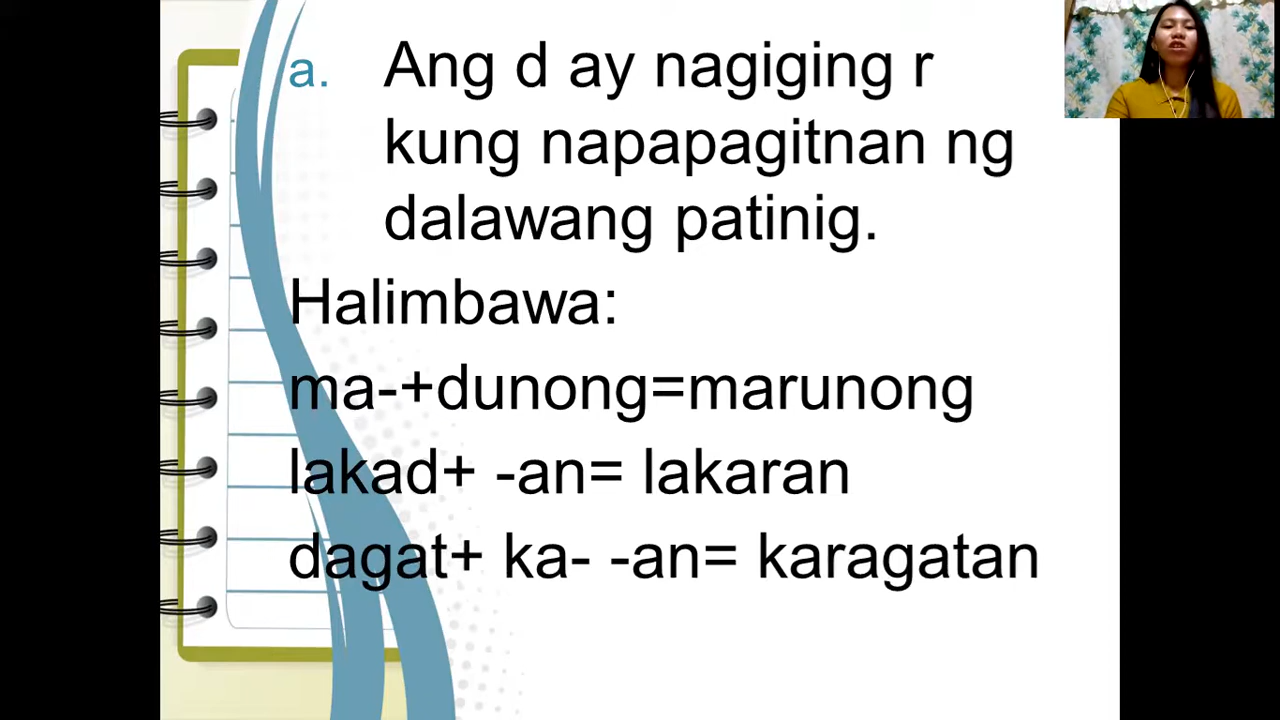 a. Ang d ay nagiging r
kung napapagitnan ng
dalawang patinig.
Halimbawa:
ma-+dunong=marunong
lakad+ -an= lakaran
dagat+ ka- -an= karagatan